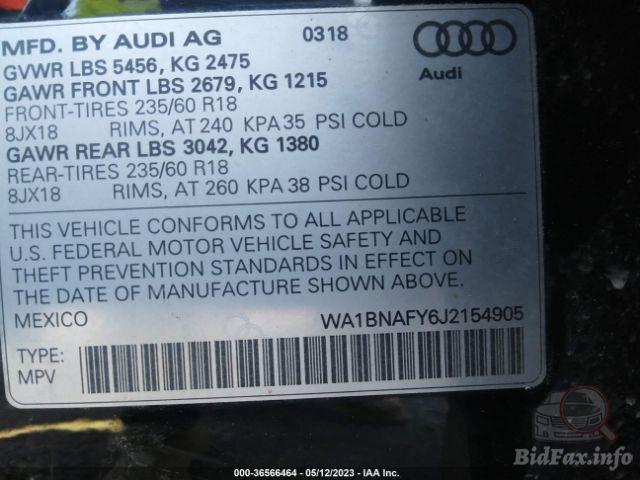 MFD. BY AUDI AG 0318
GVWR LBS 5456, KG 2475
GAWR FRONT LBS 2679, KG 1215
FRONT-TIRES 235/60 R18
8JX18 RIMS, AT 240 KPA 35 PSI COLD
GAWR REAR LBS 3042, KG 1380
REAR-TIRES 235/60 R18
8JX18 RIMS, AT 260 KPA 38 PSI COLD
Audi
THIS VEHICLE CONFORMS TO ALL APPLICABLE
U.S. FEDERAL MOTOR VEHICLE SAFETY AND
THEFT PREVENTION STANDARDS IN EFFECT ON
THE DATE OF MANUFACTURE SHOWN ABOVE.
MEXICO WA1BNAFY6J2154905
TYPE:
MPV
BidFax.info
000-36566464 - 05/12/2023 - IAA Inc.